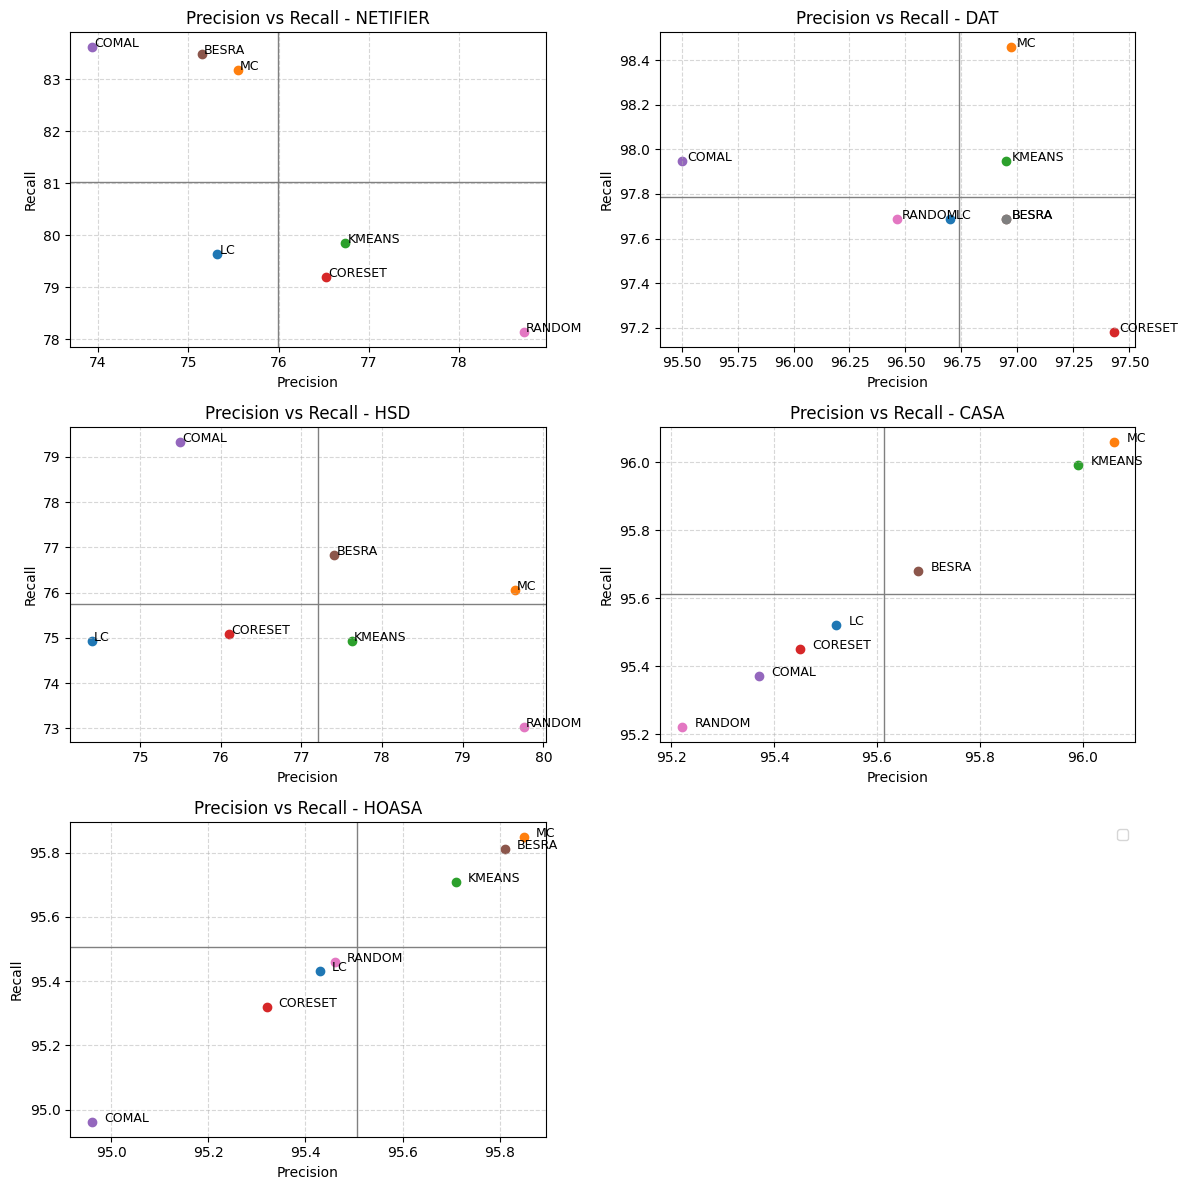 Precision vs Recall - NETIFIER
Recall
83
82
81
80
79
78
COMAL
BESRA
MC
KMEANS
LC
CORESET
RANDOM
74 75 76 77 78
Precision
Precision vs Recall - DAT
Recall
98.4
98.2
98.0
97.8
97.6
97.4
97.2
MC
COMAL
KMEANS
RANDOM
LC
BESRA
CORESET
95.50 95.75 96.00 96.25 96.50 96.75 97.00 97.25 97.50
Precision
Precision vs Recall - HSD
Recall
79
78
77
76
75
74
73
COMAL
BESRA
MC
LC
CORESET
KMEANS
RANDOM
75 76 77 78 79 80
Precision
Precision vs Recall - CASA
Recall
96.0
95.8
95.6
95.4
95.2
MC
KMEANS
BESRA
LC
CORESET
COMAL
RANDOM
95.2 95.4 95.6 95.8 96.0
Precision
Precision vs Recall - HOASA
Recall
95.8
95.6
95.4
95.2
95.0
MC
BESRA
KMEANS
RANDOM
LC
CORESET
COMAL
95.0 95.2 95.4 95.6 95.8
Precision